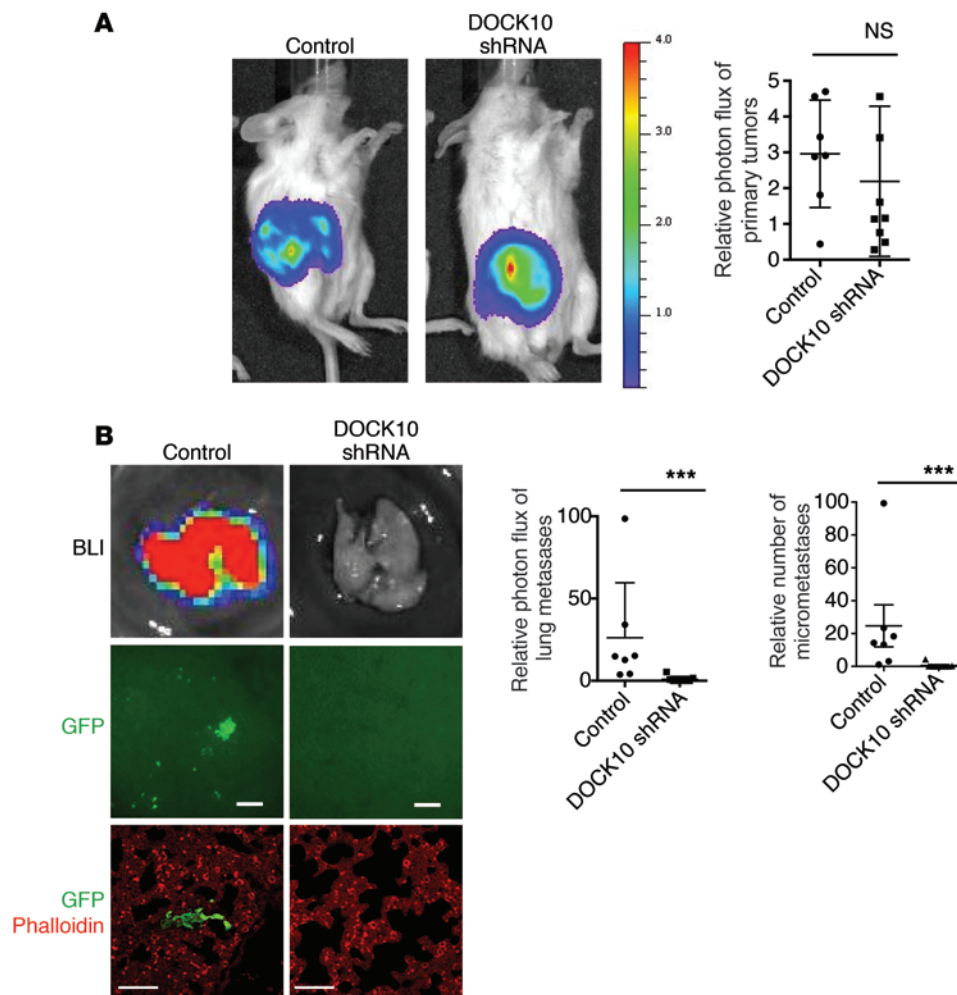 A
Control
DOCK10
shRNA
4.0
3.0
2.0
1.0
NS
Relative photon flux of
primary tumors
5
4
3
2
1
0
Control
DOCK10 shRNA
B
Control
DOCK10
shRNA
BLI
GFP
GFP
Phalloidin
***
Relative photon flux of
lung metasases
100
50
0
Control
DOCK10 shRNA
***
Relative number of
micrometastases
100
80
60
40
20
0
Control
DOCK10 shRNA